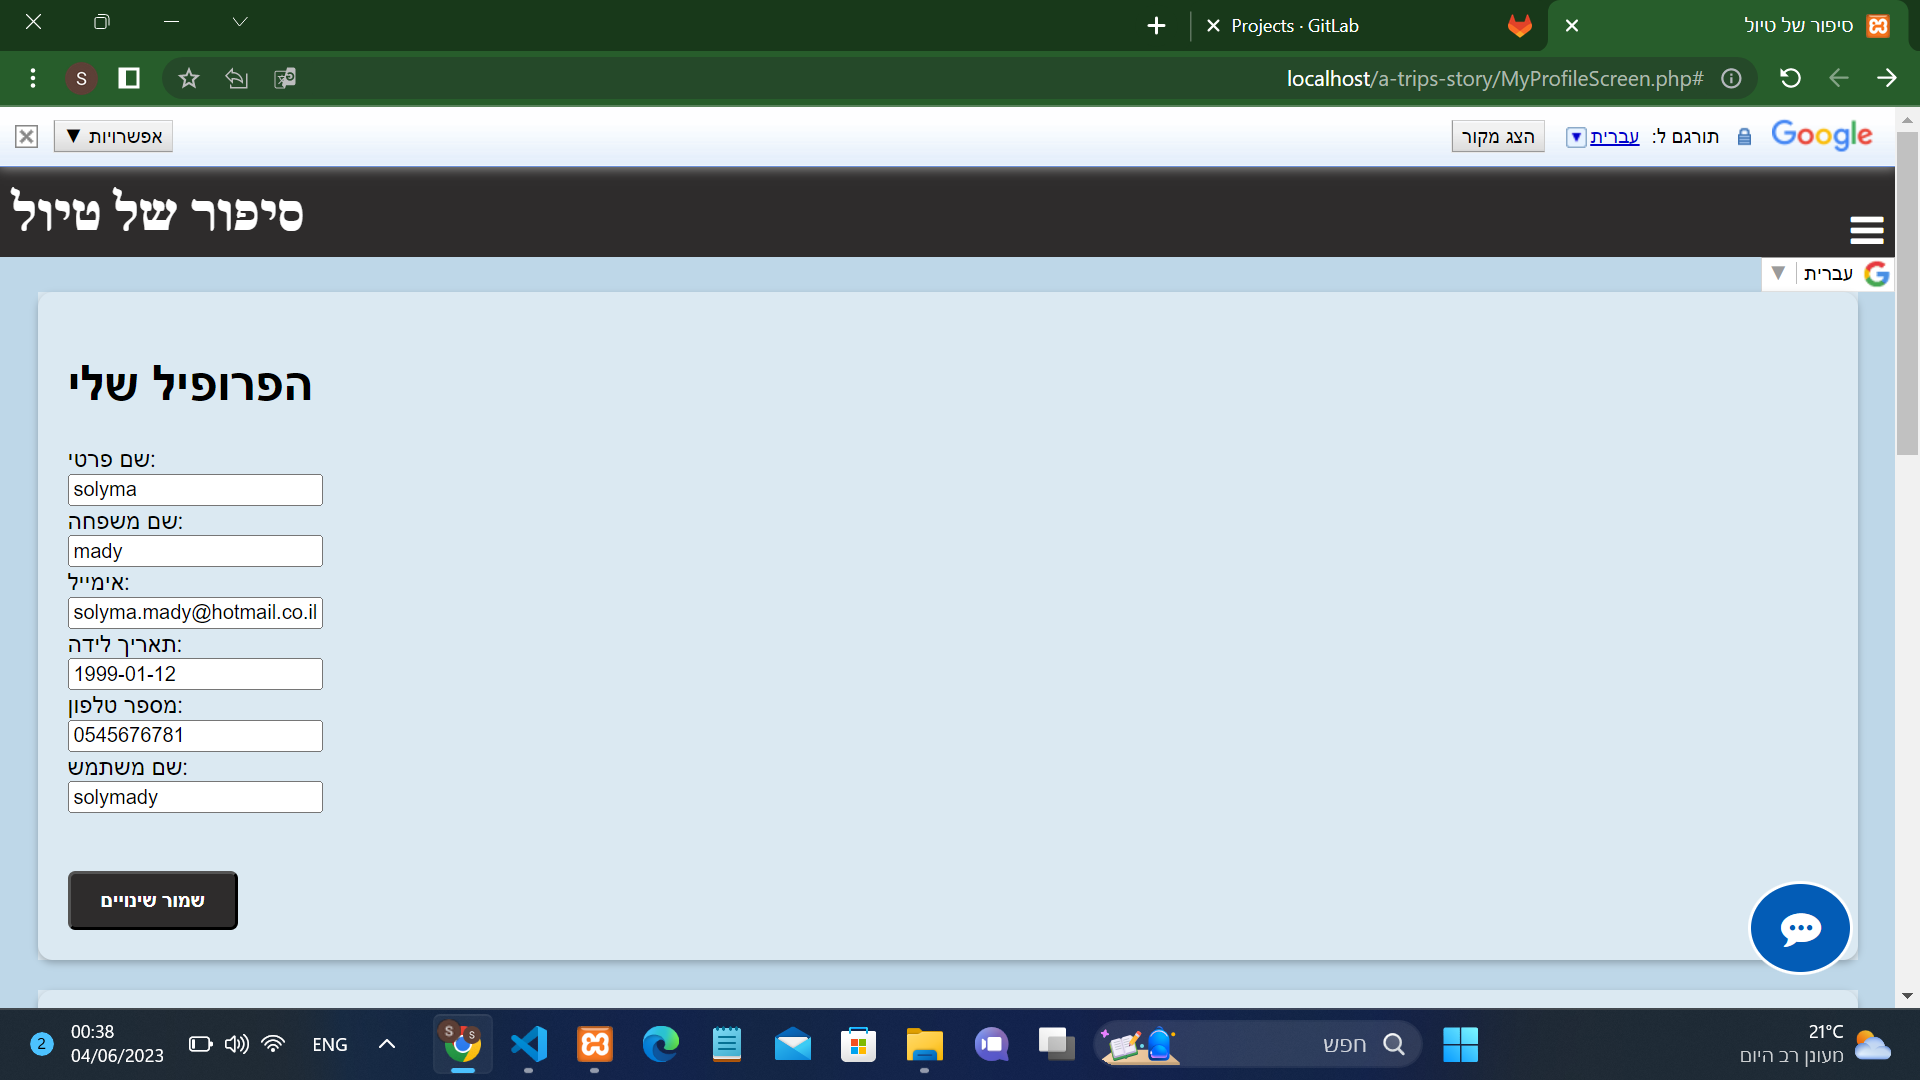 סיפור של טיול
Projects · GitLab
localhost/a-trips-story/MyProfileScreen.php#
S
Google
תורגם ל: עברית
הצג מקור
אפשרויות ▼
סיפור של טיול
עברית
הפרופיל שלי
שם פרטי:
solyma
שם משפחה:
mady
אימייל:
solyma.mady@hotmail.co.il
תאריך לידה:
1999-01-12
מספר טלפון:
0545676781
שם משתמש:
solymady
שמור שינויים
2
00:38
04/06/2023
ENG
S S
חפש
21°C
מעונן רב היום